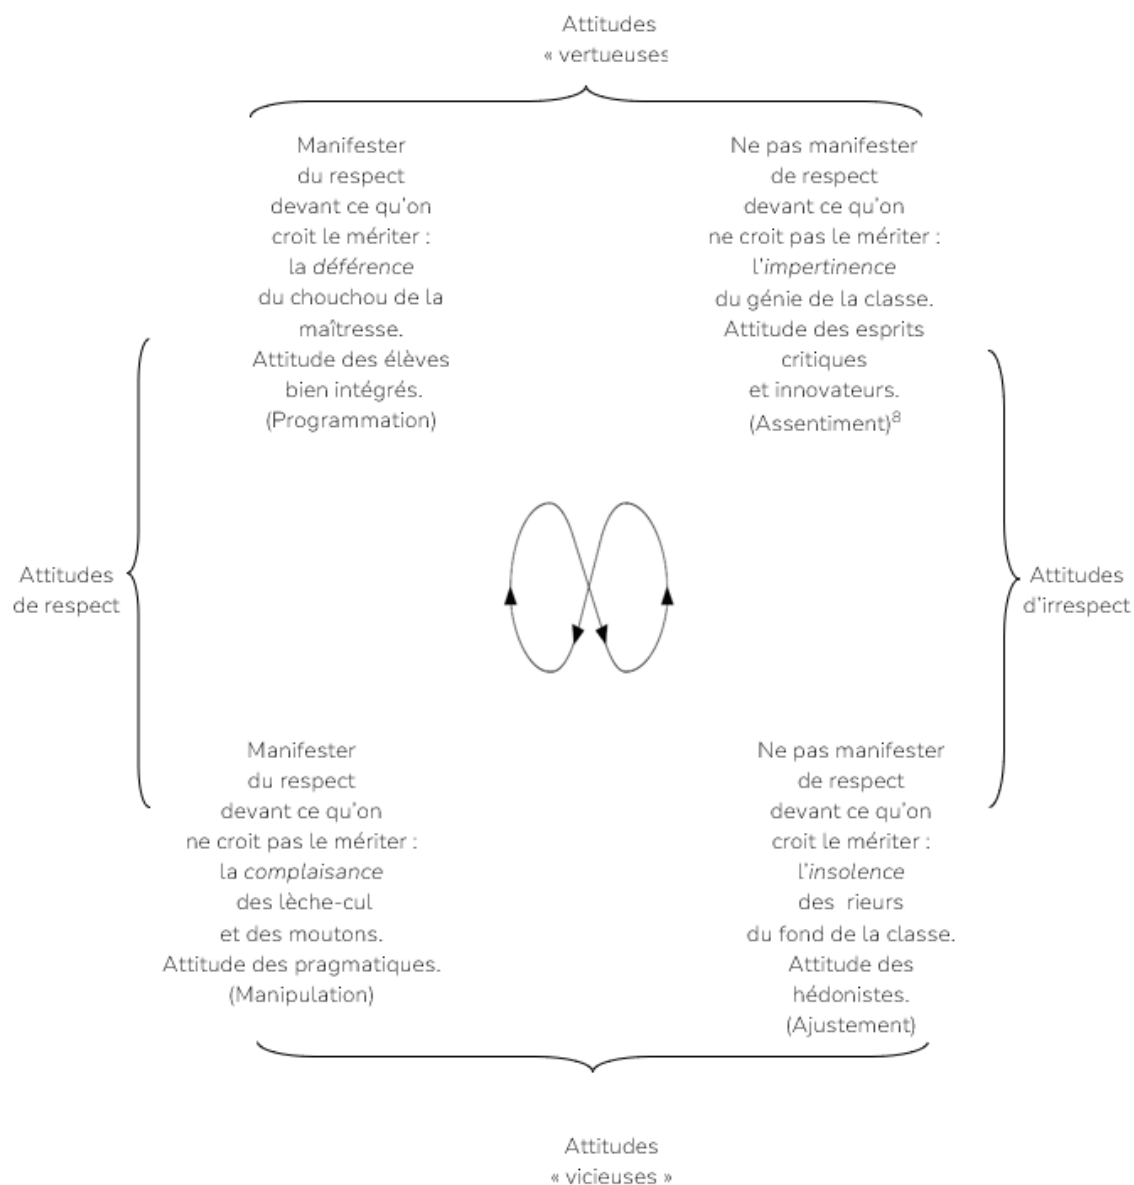 Attitudes
« vertueuses
Manifester
du respect
devant ce qu'on
croit le mériter :
la déférence
du chouchou de la
maîtresse.
Attitude des élèves
bien intégrés.
(Programmation)
Ne pas manifester
de respect
devant ce qu'on
ne croit pas le mériter :
l'impertinence
du génie de la classe.
Attitude des esprits
critiques
et innovateurs.
(Assentiment)⁸
Attitudes
de respect
Attitudes
d'irrespect
Manifester
du respect
devant ce qu'on
ne croit pas le mériter :
la complaisance
des lèche-cul
et des moutons.
Attitude des pragmatiques.
(Manipulation)
Ne pas manifester
de respect
devant ce qu'on
croit le mériter :
l'insolence
des rieurs
du fond de la classe.
Attitude des
hédonistes.
(Ajustement)
Attitudes
« vicieuses »